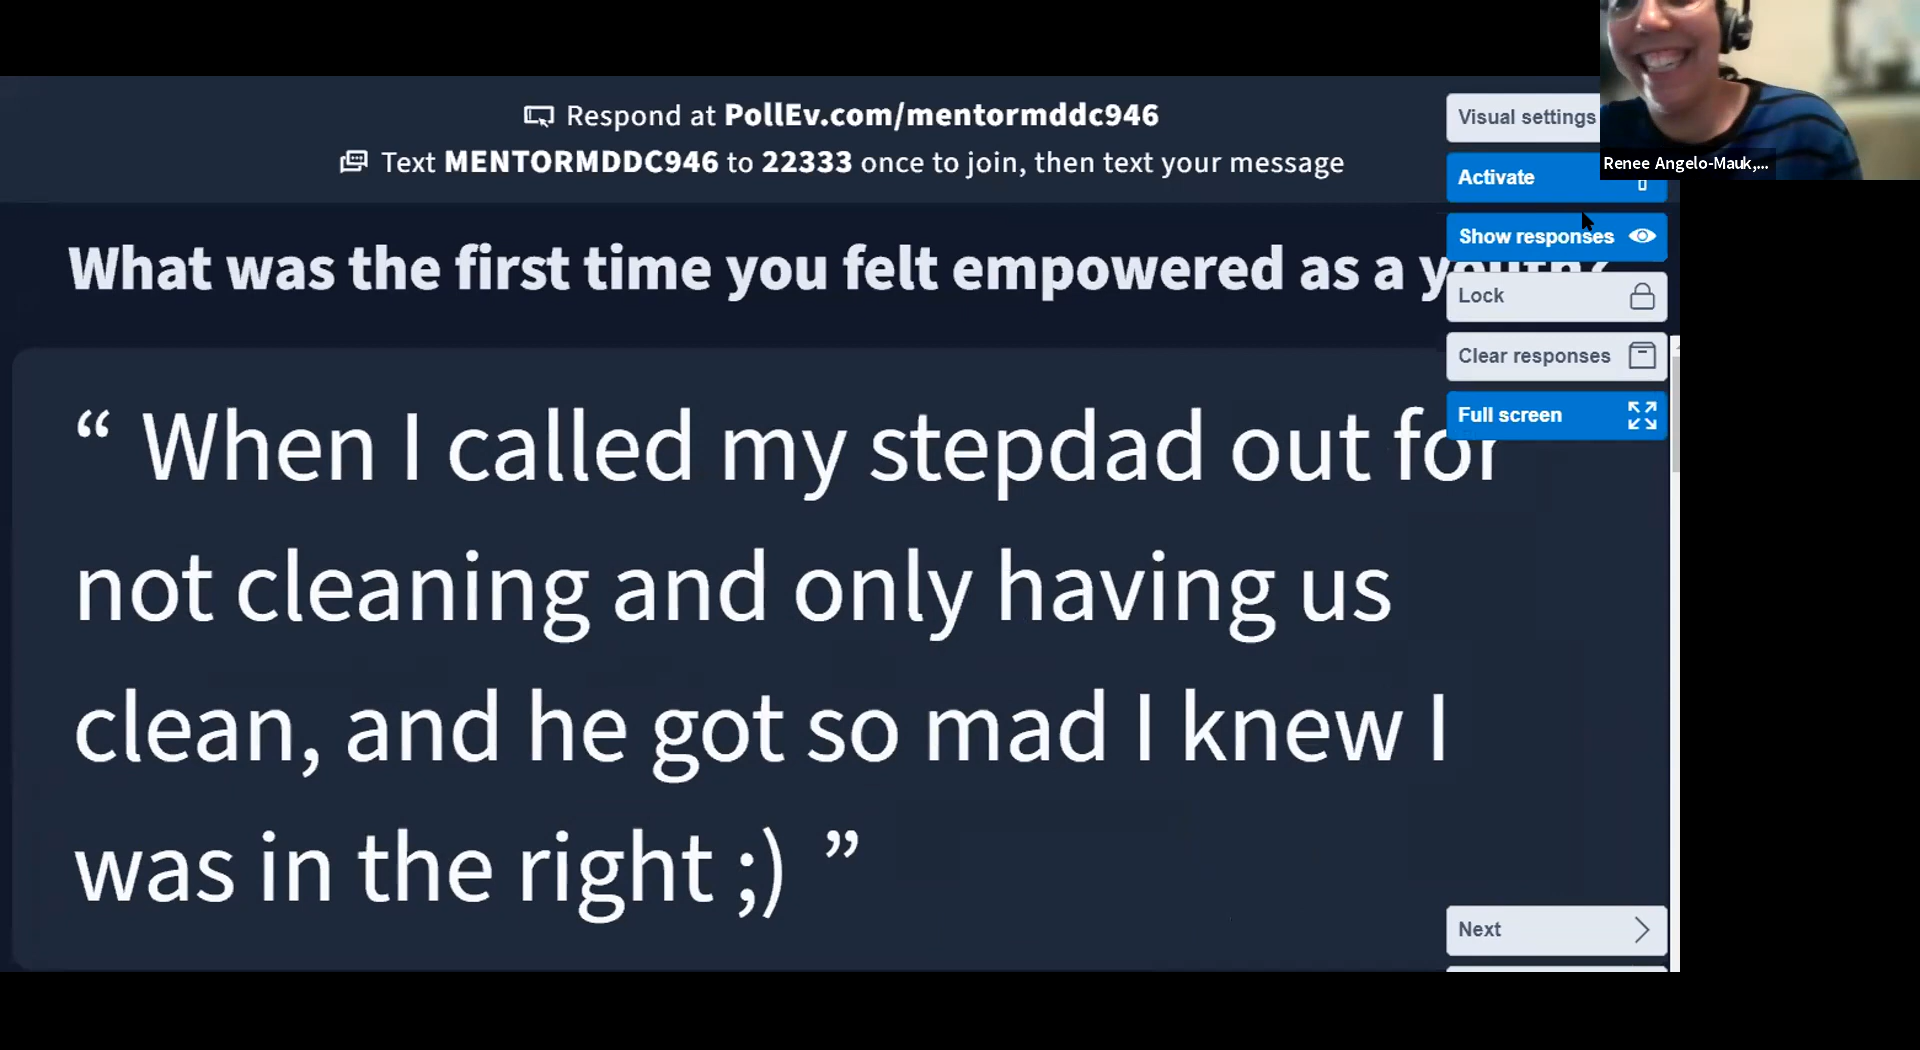 Respond at PollEv.com/mentormddc946
Text MENTORMDDC946 to 22333 once to join, then text your message
Visual settings
Activate
Renee Angelo-Mauk,...
Show responses
What was the first time you felt empowered as a youth?
Lock
Clear responses
Full screen
“ When I called my stepdad out for
not cleaning and only having us
clean, and he got so mad I knew I
was in the right ;) ”
Next